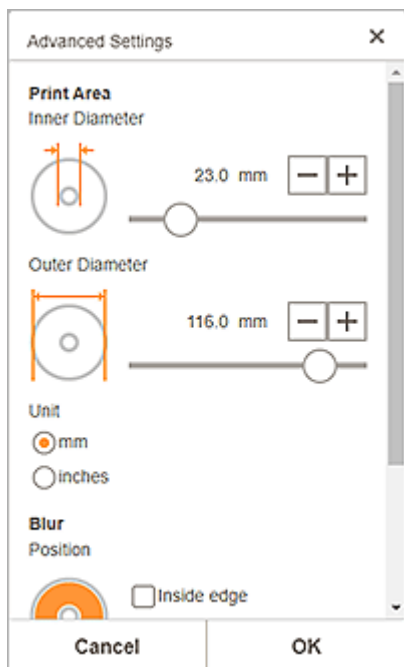 Advanced Settings
Print Area
Inner Diameter
23.0 mm
Outer Diameter
116.0 mm
Unit
mm
inches
Blur
Position
Inside edge
Cancel OK